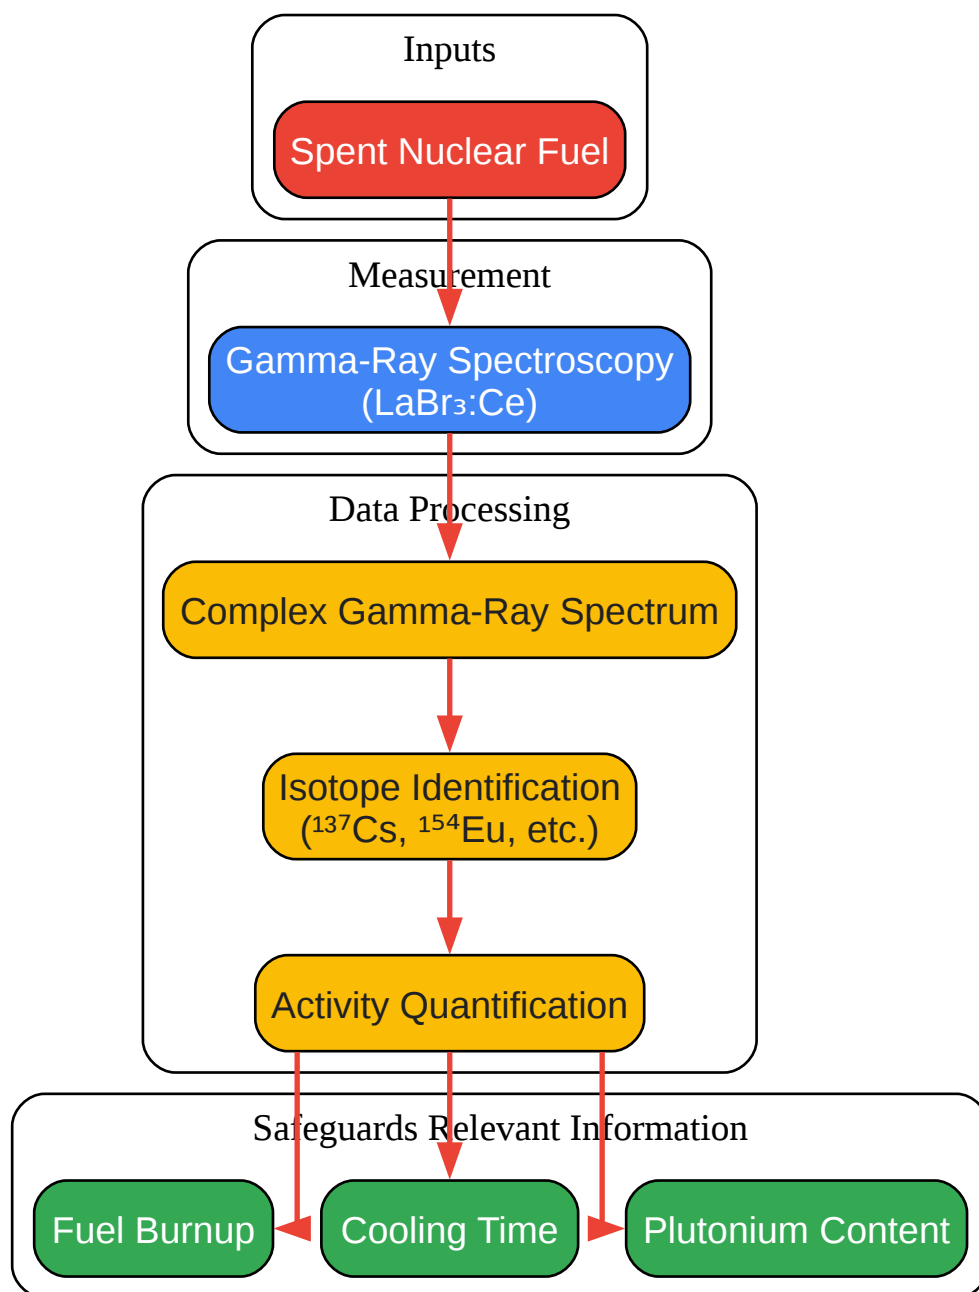 Inputs
Spent Nuclear Fuel
Measurement
Gamma-Ray Spectroscopy
(LaBr₃:Ce)
Data Processing
Complex Gamma-Ray Spectrum
Isotope Identification
(¹³⁷Cs, ¹⁵⁴Eu, etc.)
Activity Quantification
Safeguards Relevant Information
Fuel Burnup
Cooling Time
Plutonium Content